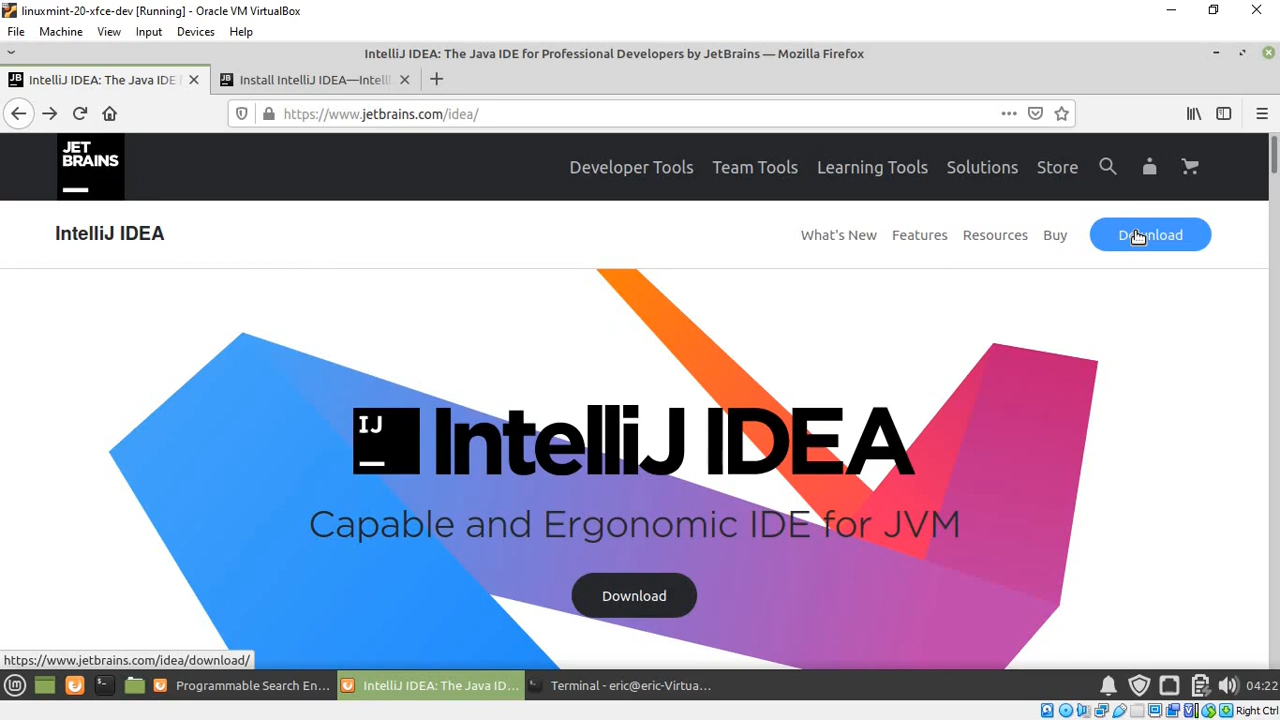 linuxmint-20-xfce-dev [Running] - Oracle VM VirtualBox
File Machine View Input Devices Help
IntelliJ IDEA: The Java IDE for Professional Developers by JetBrains — Mozilla Firefox
IntelliJ IDEA: The Java IDE
Install IntelliJ IDEA—Intell
https://www.jetbrains.com/idea/
JET
BRAINS
Developer Tools Team Tools Learning Tools Solutions Store
IntelliJ IDEA
What's New Features Resources Buy Download
IJ
IntelliJ IDEA
Capable and Ergonomic IDE for JVM
Download
https://www.jetbrains.com/idea/download/
Programmable Search En...
IntelliJ IDEA: The Java ID...
Terminal - eric@eric-Virtua...
04:22
Right Ctrl